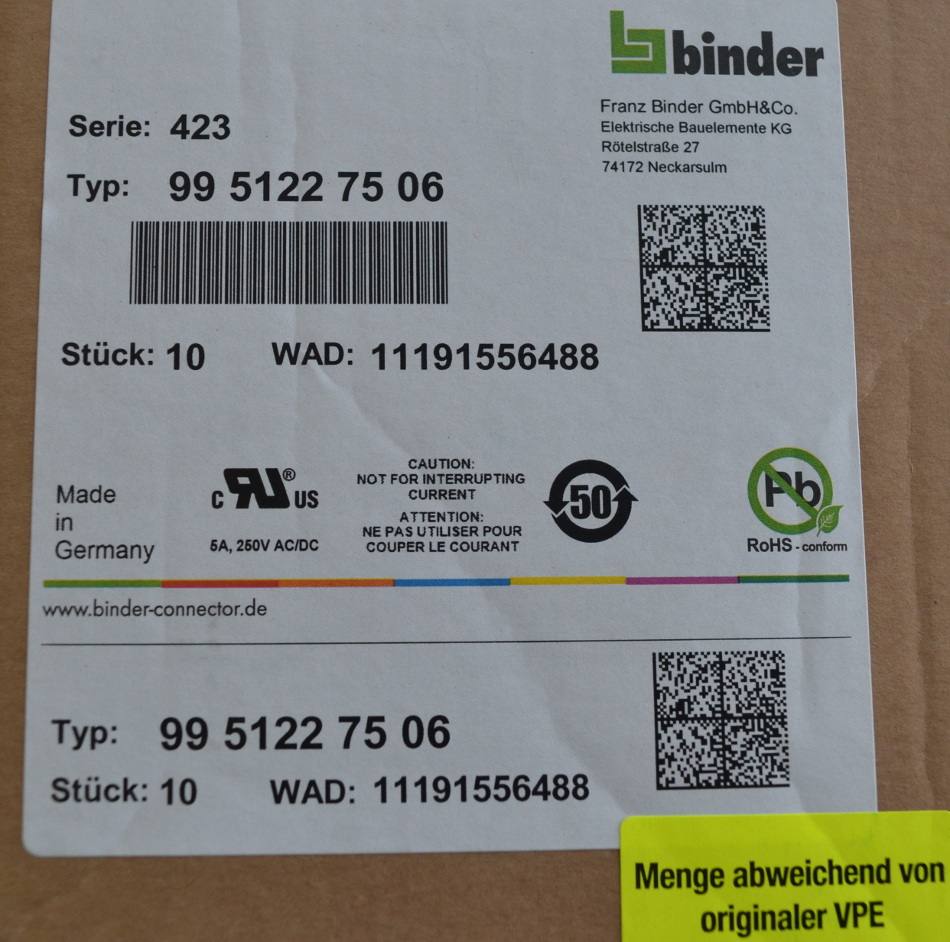 binder
Franz Binder GmbH&Co.
Elektrische Bauelemente KG
Rötelstraße 27
74172 Neckarsulm
Serie: 423
Typ: 99 5122 75 06
Stück: 10 WAD: 11191556488
Made
in
Germany
C RU® US
5A, 250V AC/DC
CAUTION:
NOT FOR INTERRUPTING
CURRENT
ATTENTION:
NE PAS UTILISER POUR
COUPER LE COURANT
50
Pb
RoHS - conform
www.binder-connector.de
Typ: 99 5122 75 06
Stück: 10 WAD: 11191556488
Menge abweichend von
originaler VPE